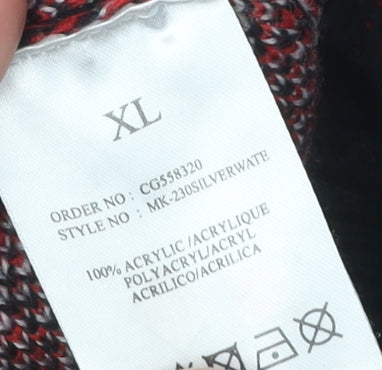 XL
ORDER NO : CG558320
STYLE NO : MK-230SILVERWATE
100% ACRYLIC /ACRYLIQUE
POLYACRYL/ACRYL
ACRILICO/ACRILICA